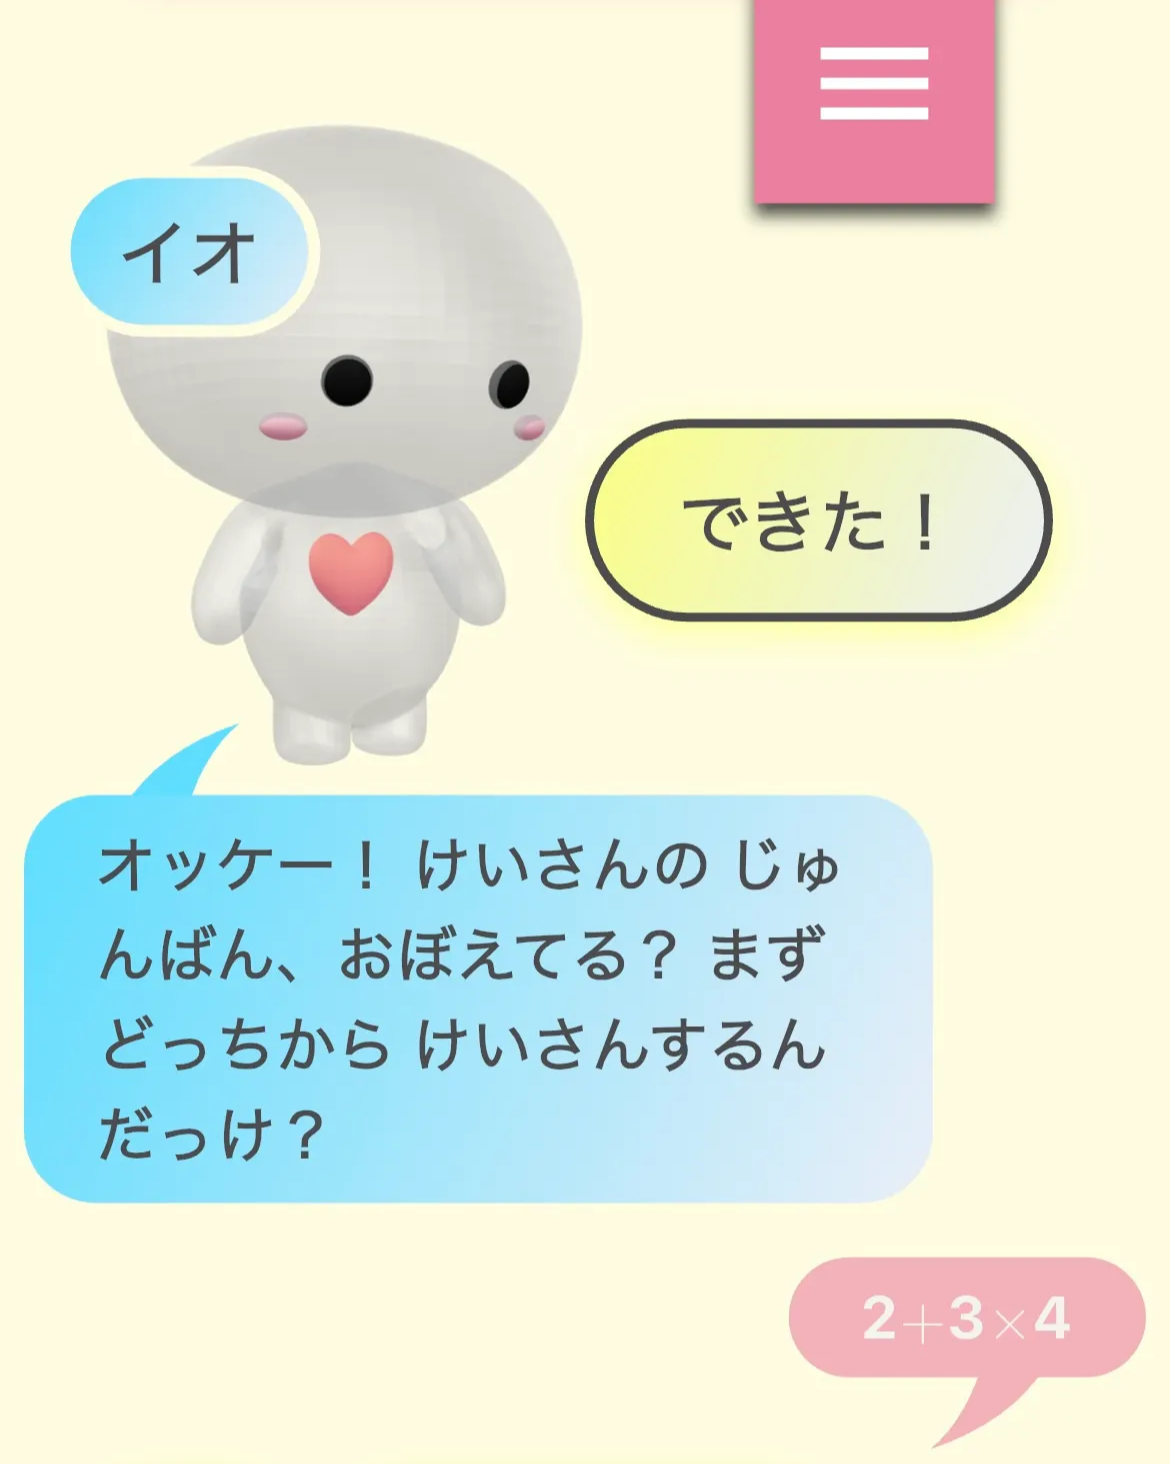 イオ
できた！
オッケー！ けいさんの じゅ
んばん、おぼえてる？ まず
どっちから けいさんするん
だっけ？
2+3×4